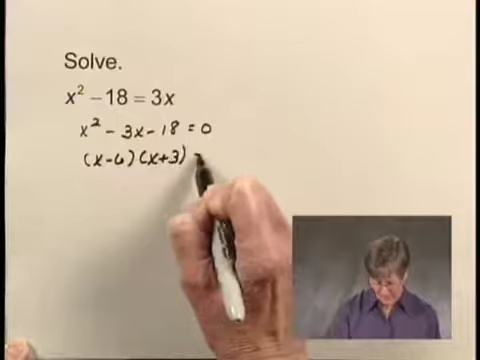 Solve.
x² − 18 = 3x
x² − 3x − 18 = 0
(x−6)(x+3) =